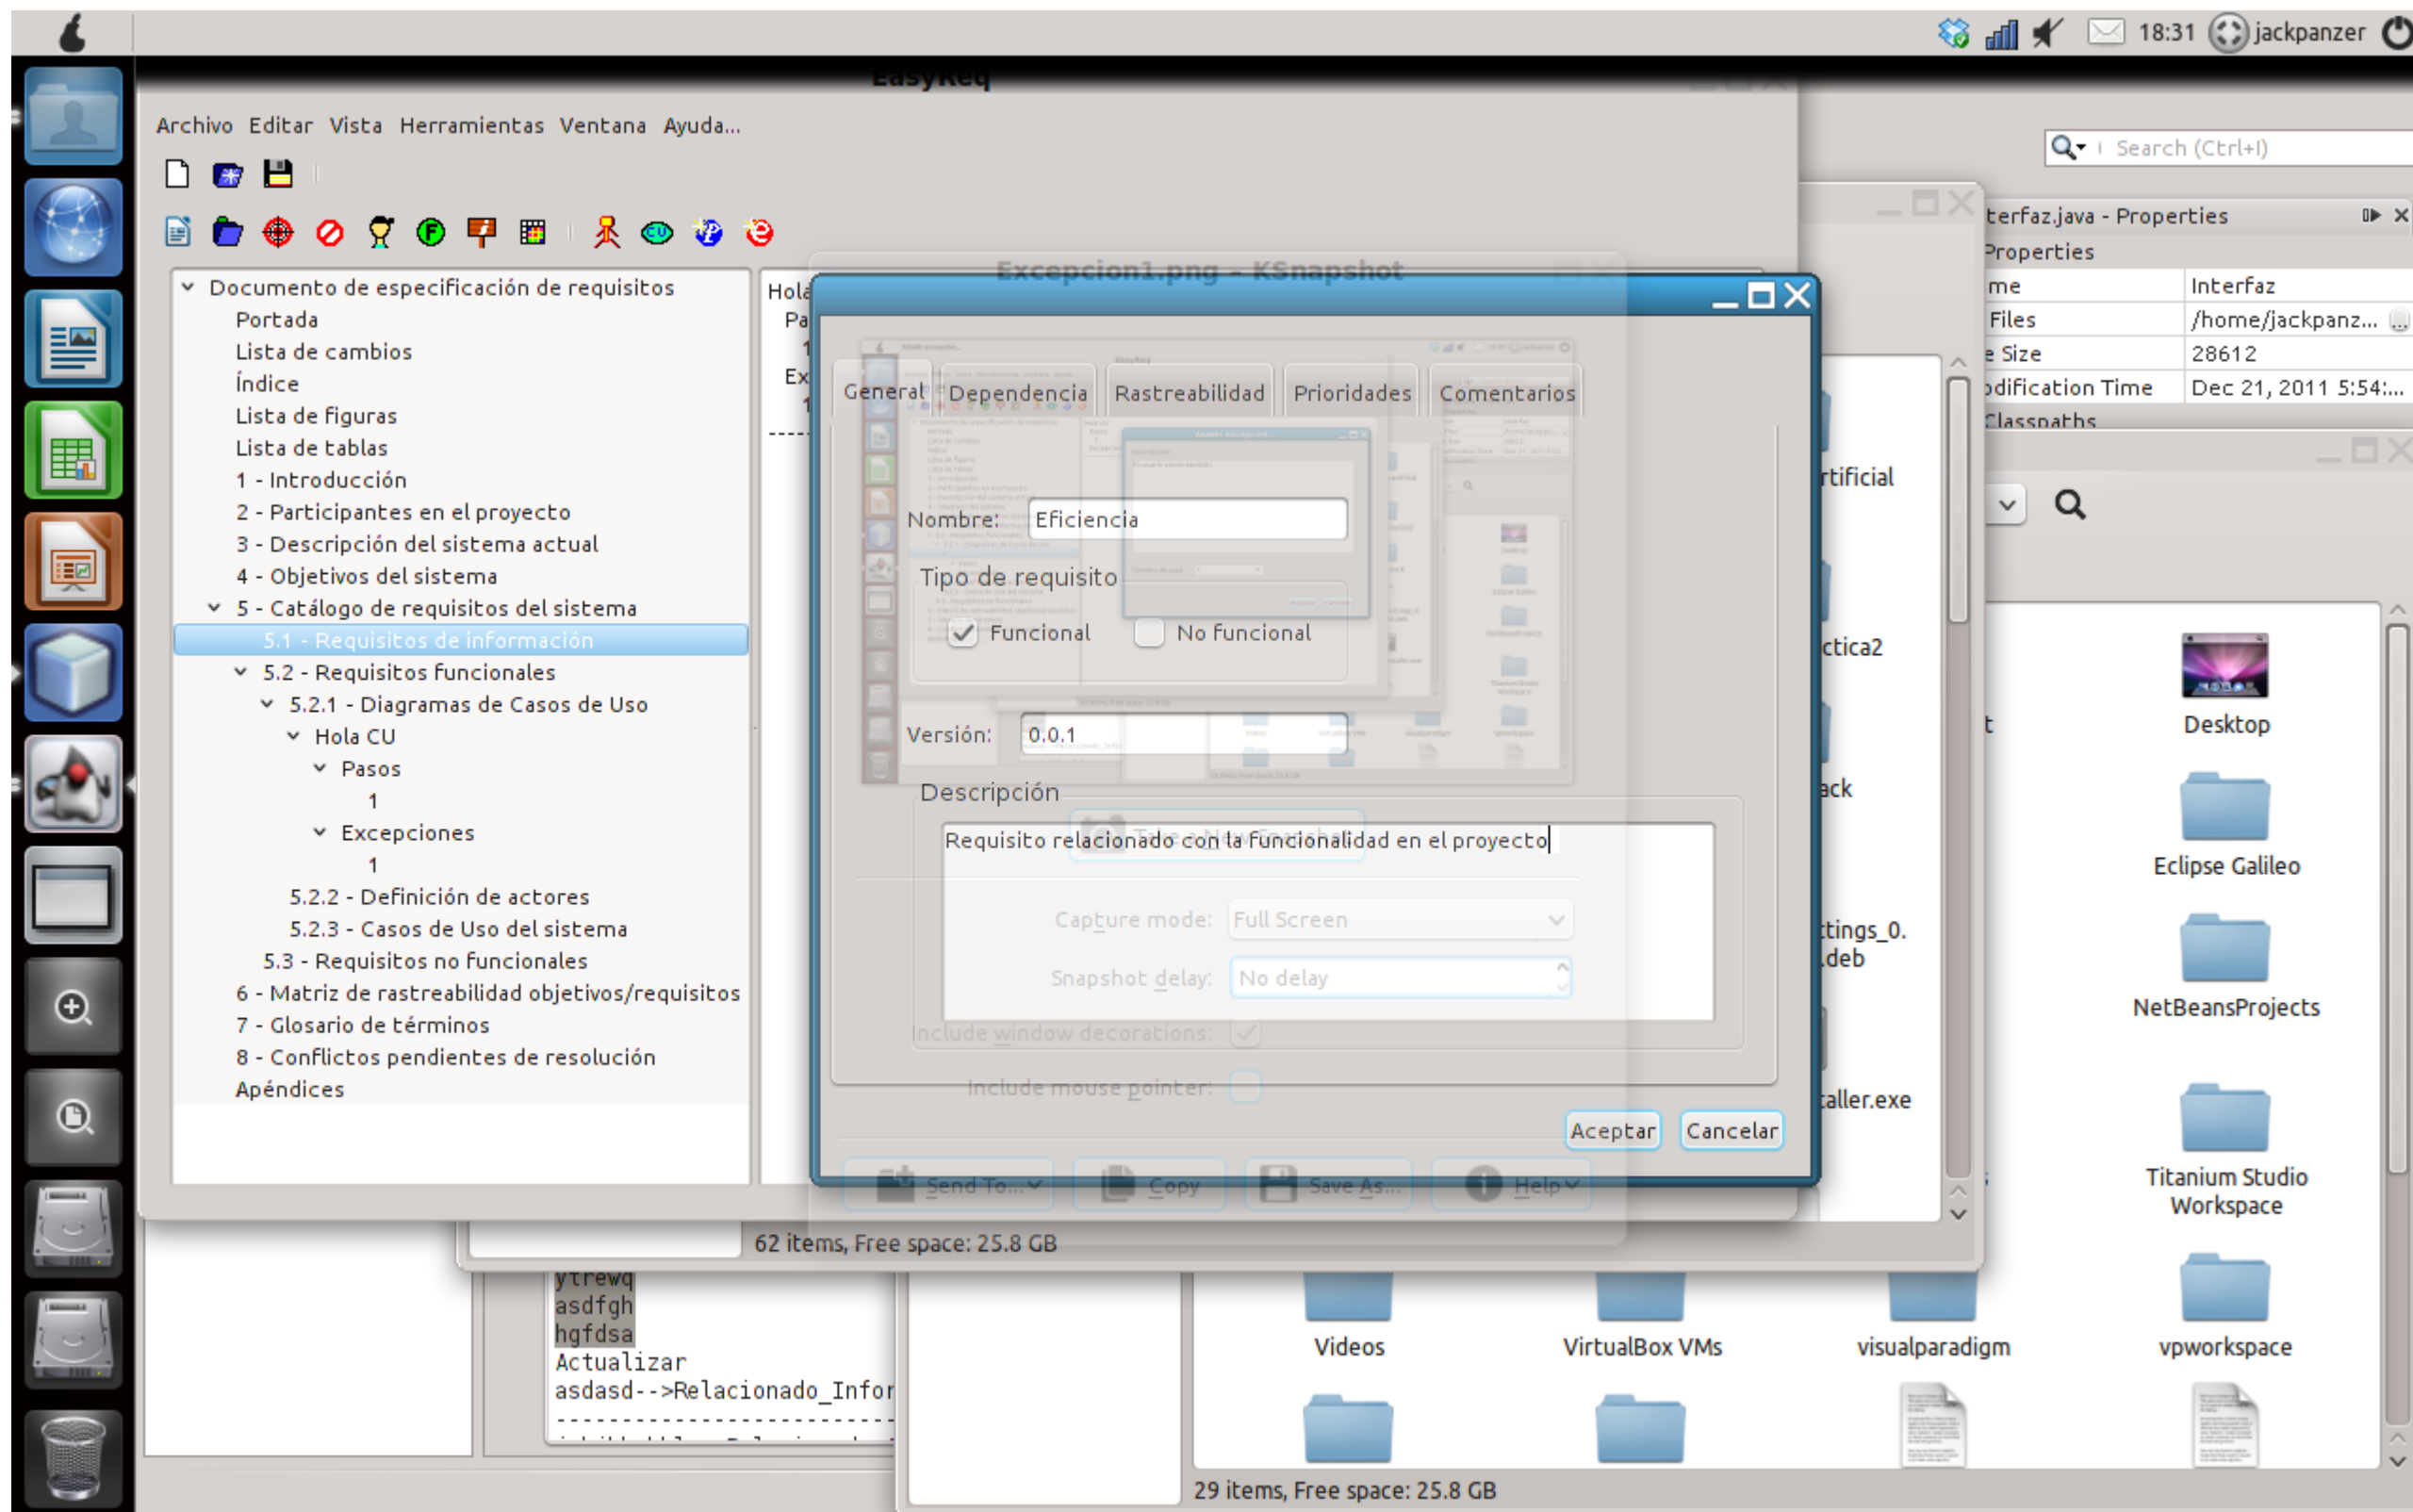 18:31 jackpanzer
EasyReq
Archivo Editar Vista Herramientas Ventana Ayuda...
Search (Ctrl+I)
Documento de especificación de requisitos
Portada
Lista de cambios
Índice
Lista de figuras
Lista de tablas
1 - Introducción
2 - Participantes en el proyecto
3 - Descripción del sistema actual
4 - Objetivos del sistema
5 - Catálogo de requisitos del sistema
5.1 - Requisitos de información
5.2 - Requisitos funcionales
5.2.1 - Diagramas de Casos de Uso
Hola CU
Pasos
1
Excepciones
1
5.2.2 - Definición de actores
5.2.3 - Casos de Uso del sistema
5.3 - Requisitos no funcionales
6 - Matriz de rastreabilidad objetivos/requisitos
7 - Glosario de términos
8 - Conflictos pendientes de resolución
Apéndices
Hola
Pa
1
Ex
1
-----
Excepcion1.png – KSnapshot
General Dependencia Rastreabilidad Prioridades Comentarios
Nombre: Eficiencia
Tipo de requisito
Funcional No funcional
Versión: 0.0.1
Descripción
Requisito relacionado con la funcionalidad en el proyecto
Take a New Snapshot
Capture mode: Full Screen
Snapshot delay: No delay
Include window decorations:
Include mouse pointer:
Aceptar Cancelar
Send To... Copy Save As... Help
62 items, Free space: 25.8 GB
terfaz.java - Properties
Properties
me Interfaz
Files /home/jackpanz... ...
e Size 28612
odification Time Dec 21, 2011 5:54:...
Classpaths
rtificial
ctica2
t
ack
ttings_0.
.deb
taller.exe
Desktop
Eclipse Galileo
NetBeansProjects
Titanium Studio
Workspace
ytrewq
asdfgh
hgfdsa
Actualizar
asdasd-->Relacionado_Infor
Videos VirtualBox VMs visualparadigm vpworkspace
29 items, Free space: 25.8 GB